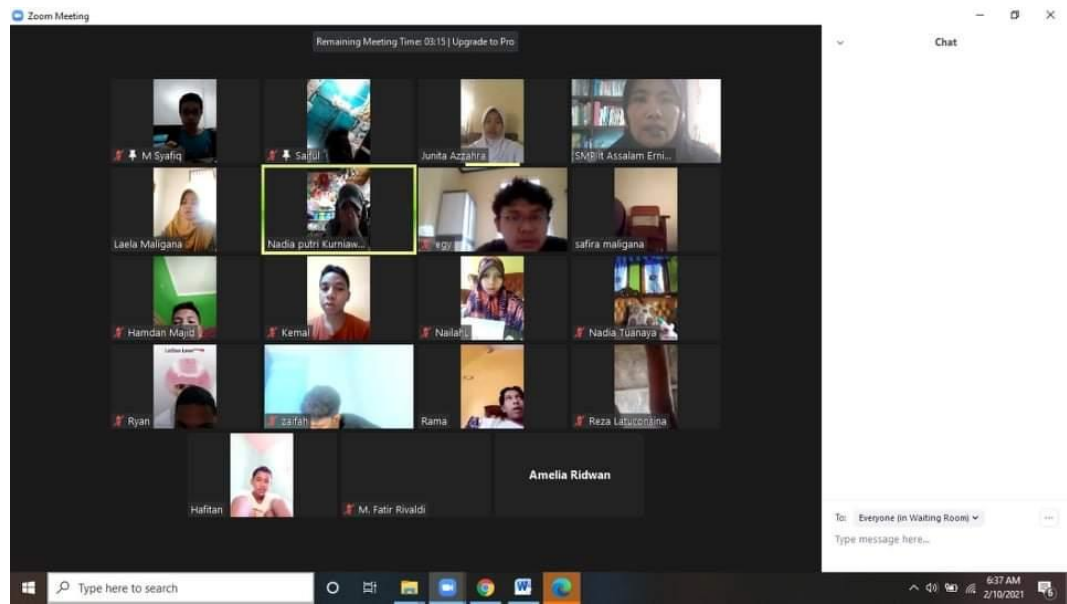 Zoom Meeting
Remaining Meeting Time: 03:15 | Upgrade to Pro
Chat
M Syafiq
Saiful
Junita Azzahra
SMP it Assalam Erni...
Laela Maligana
Nadia putri Kurniaw...
egy
safira maligana
Hamdan Majid
Kemal
Nailah
Nadia Tuanaya
Ryan
zaifah
Rama
Reza Latuconsina
Hafitan
M. Fatir Rivaldi
Amelia Ridwan
To: Everyone (in Waiting Room)
Type message here...
Type here to search
6:37 AM
2/10/2021